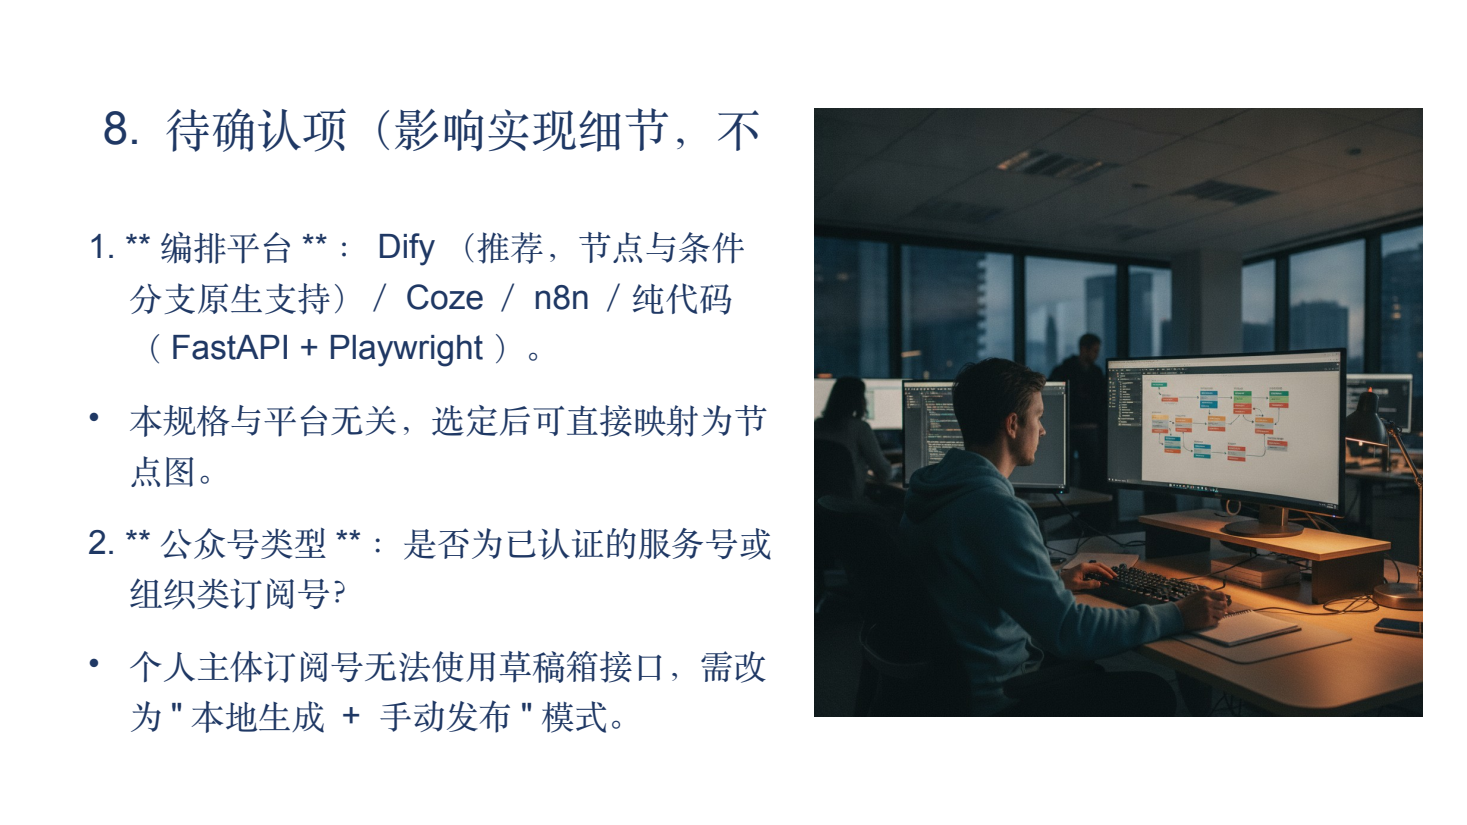 8. 待确认项（影响实现细节，不
1. ** 编排平台 **： Dify （推荐，节点与条件
分支原生支持）／ Coze ／ n8n ／纯代码
（ FastAPI + Playwright ）。
• 本规格与平台无关，选定后可直接映射为节
点图。
2. ** 公众号类型 **： 是否为已认证的服务号或
组织类订阅号？
• 个人主体订阅号无法使用草稿箱接口，需改
为 " 本地生成 + 手动发布 " 模式。